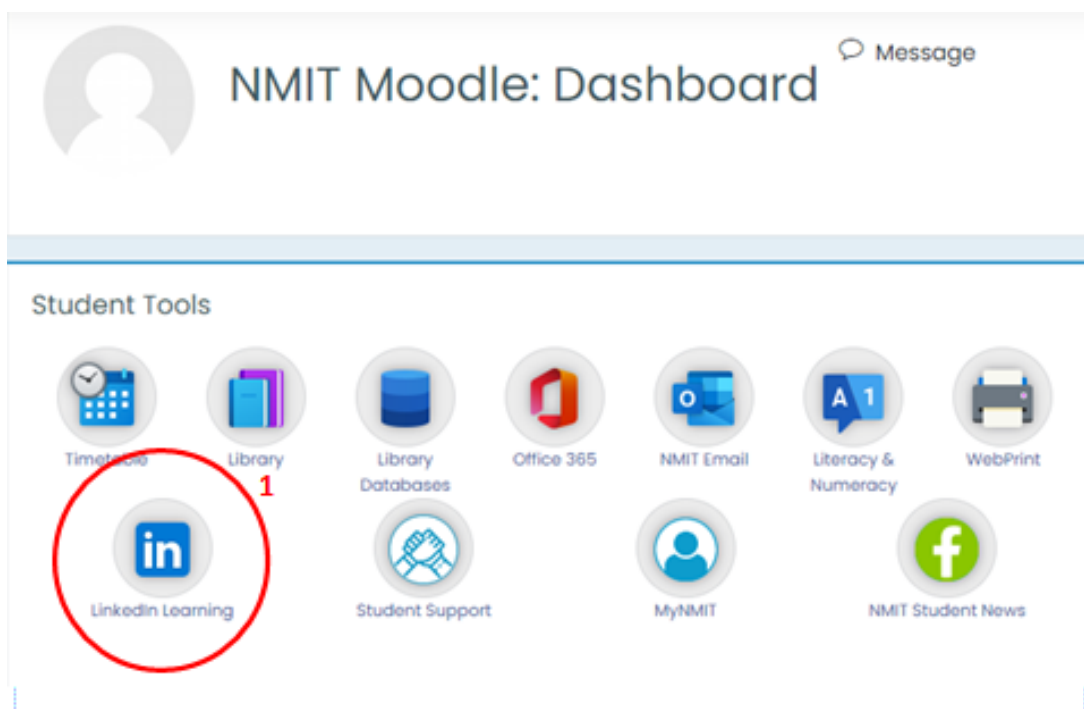 NMIT Moodle: Dashboard
Message
Student Tools
Timetable
Library
Library
Databases
Office 365
NMIT Email
Literacy &
Numeracy
WebPrint
1
LinkedIn Learning
Student Support
MyNMIT
NMIT Student News